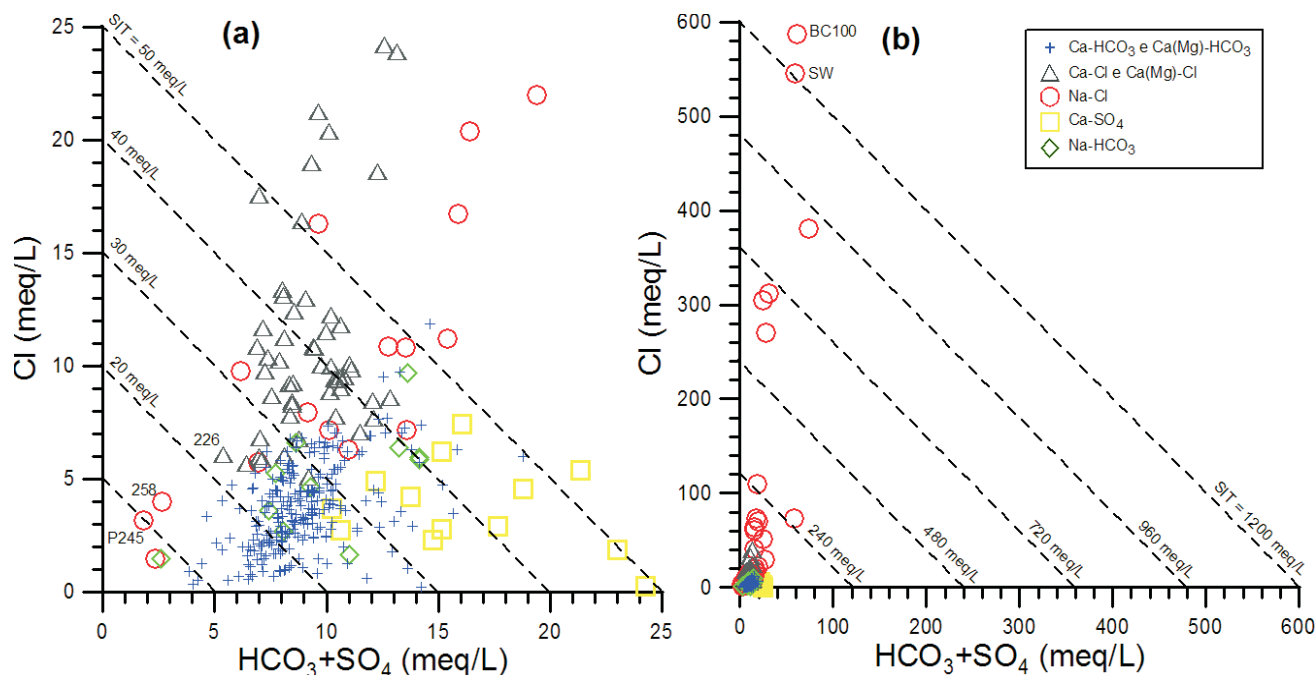 (a)
25
20
15
10
5
0
Cl (meq/L)
SIT = 50 meq/L
40 meq/L
30 meq/L
20 meq/L
226
258
P245
0
5
10
15
20
25
HCO3+SO4 (meq/L)
(b)
600
500
400
300
200
100
0
Cl (meq/L)
BC100
SW
Ca-HCO3 e Ca(Mg)-HCO3
Ca-Cl e Ca(Mg)-Cl
Na-Cl
Ca-SO4
Na-HCO3
240 meq/L
480 meq/L
720 meq/L
960 meq/L
SIT = 1200 meq/L
0
100
200
300
400
500
600
HCO3+SO4 (meq/L)